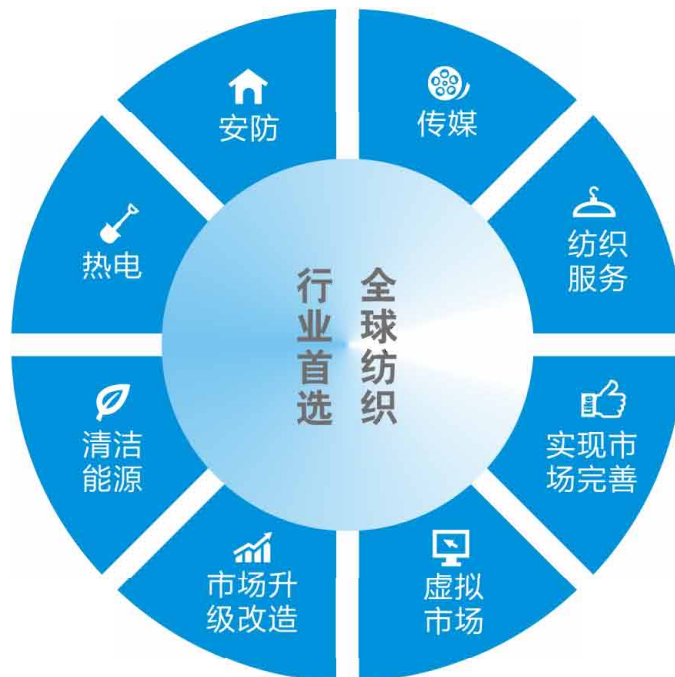 全球纺织
行业首选
传媒
纺织
服务
实现市
场完善
虚拟
市场
市场升
级改造
清洁
能源
热电
安防